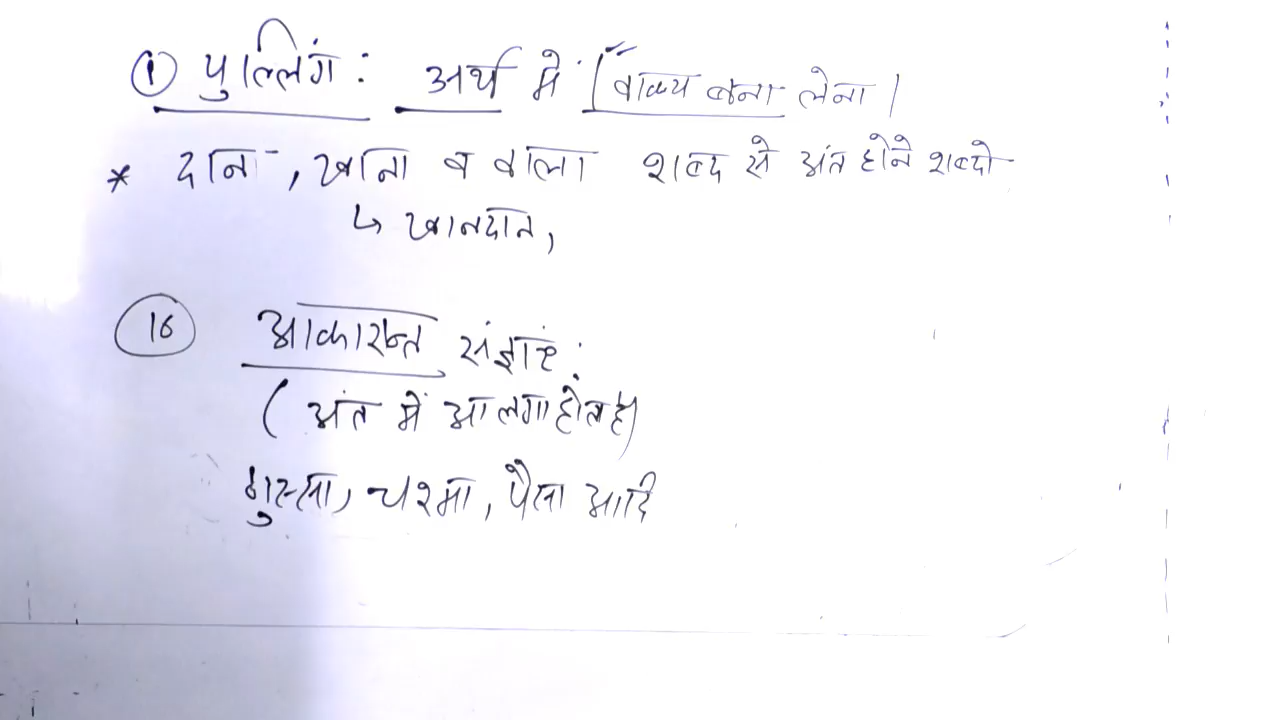 ① पुल्लिंग : अर्थ में [वाक्य बना लेना।
* दान, खाना व वाला शब्द से अंत होने शब्दो
↳ खानदान,
16 आकारान्त संज्ञाएं :
( अंत में आ लगा होता है)
गुस्सा, चश्मा, पैसा आदि